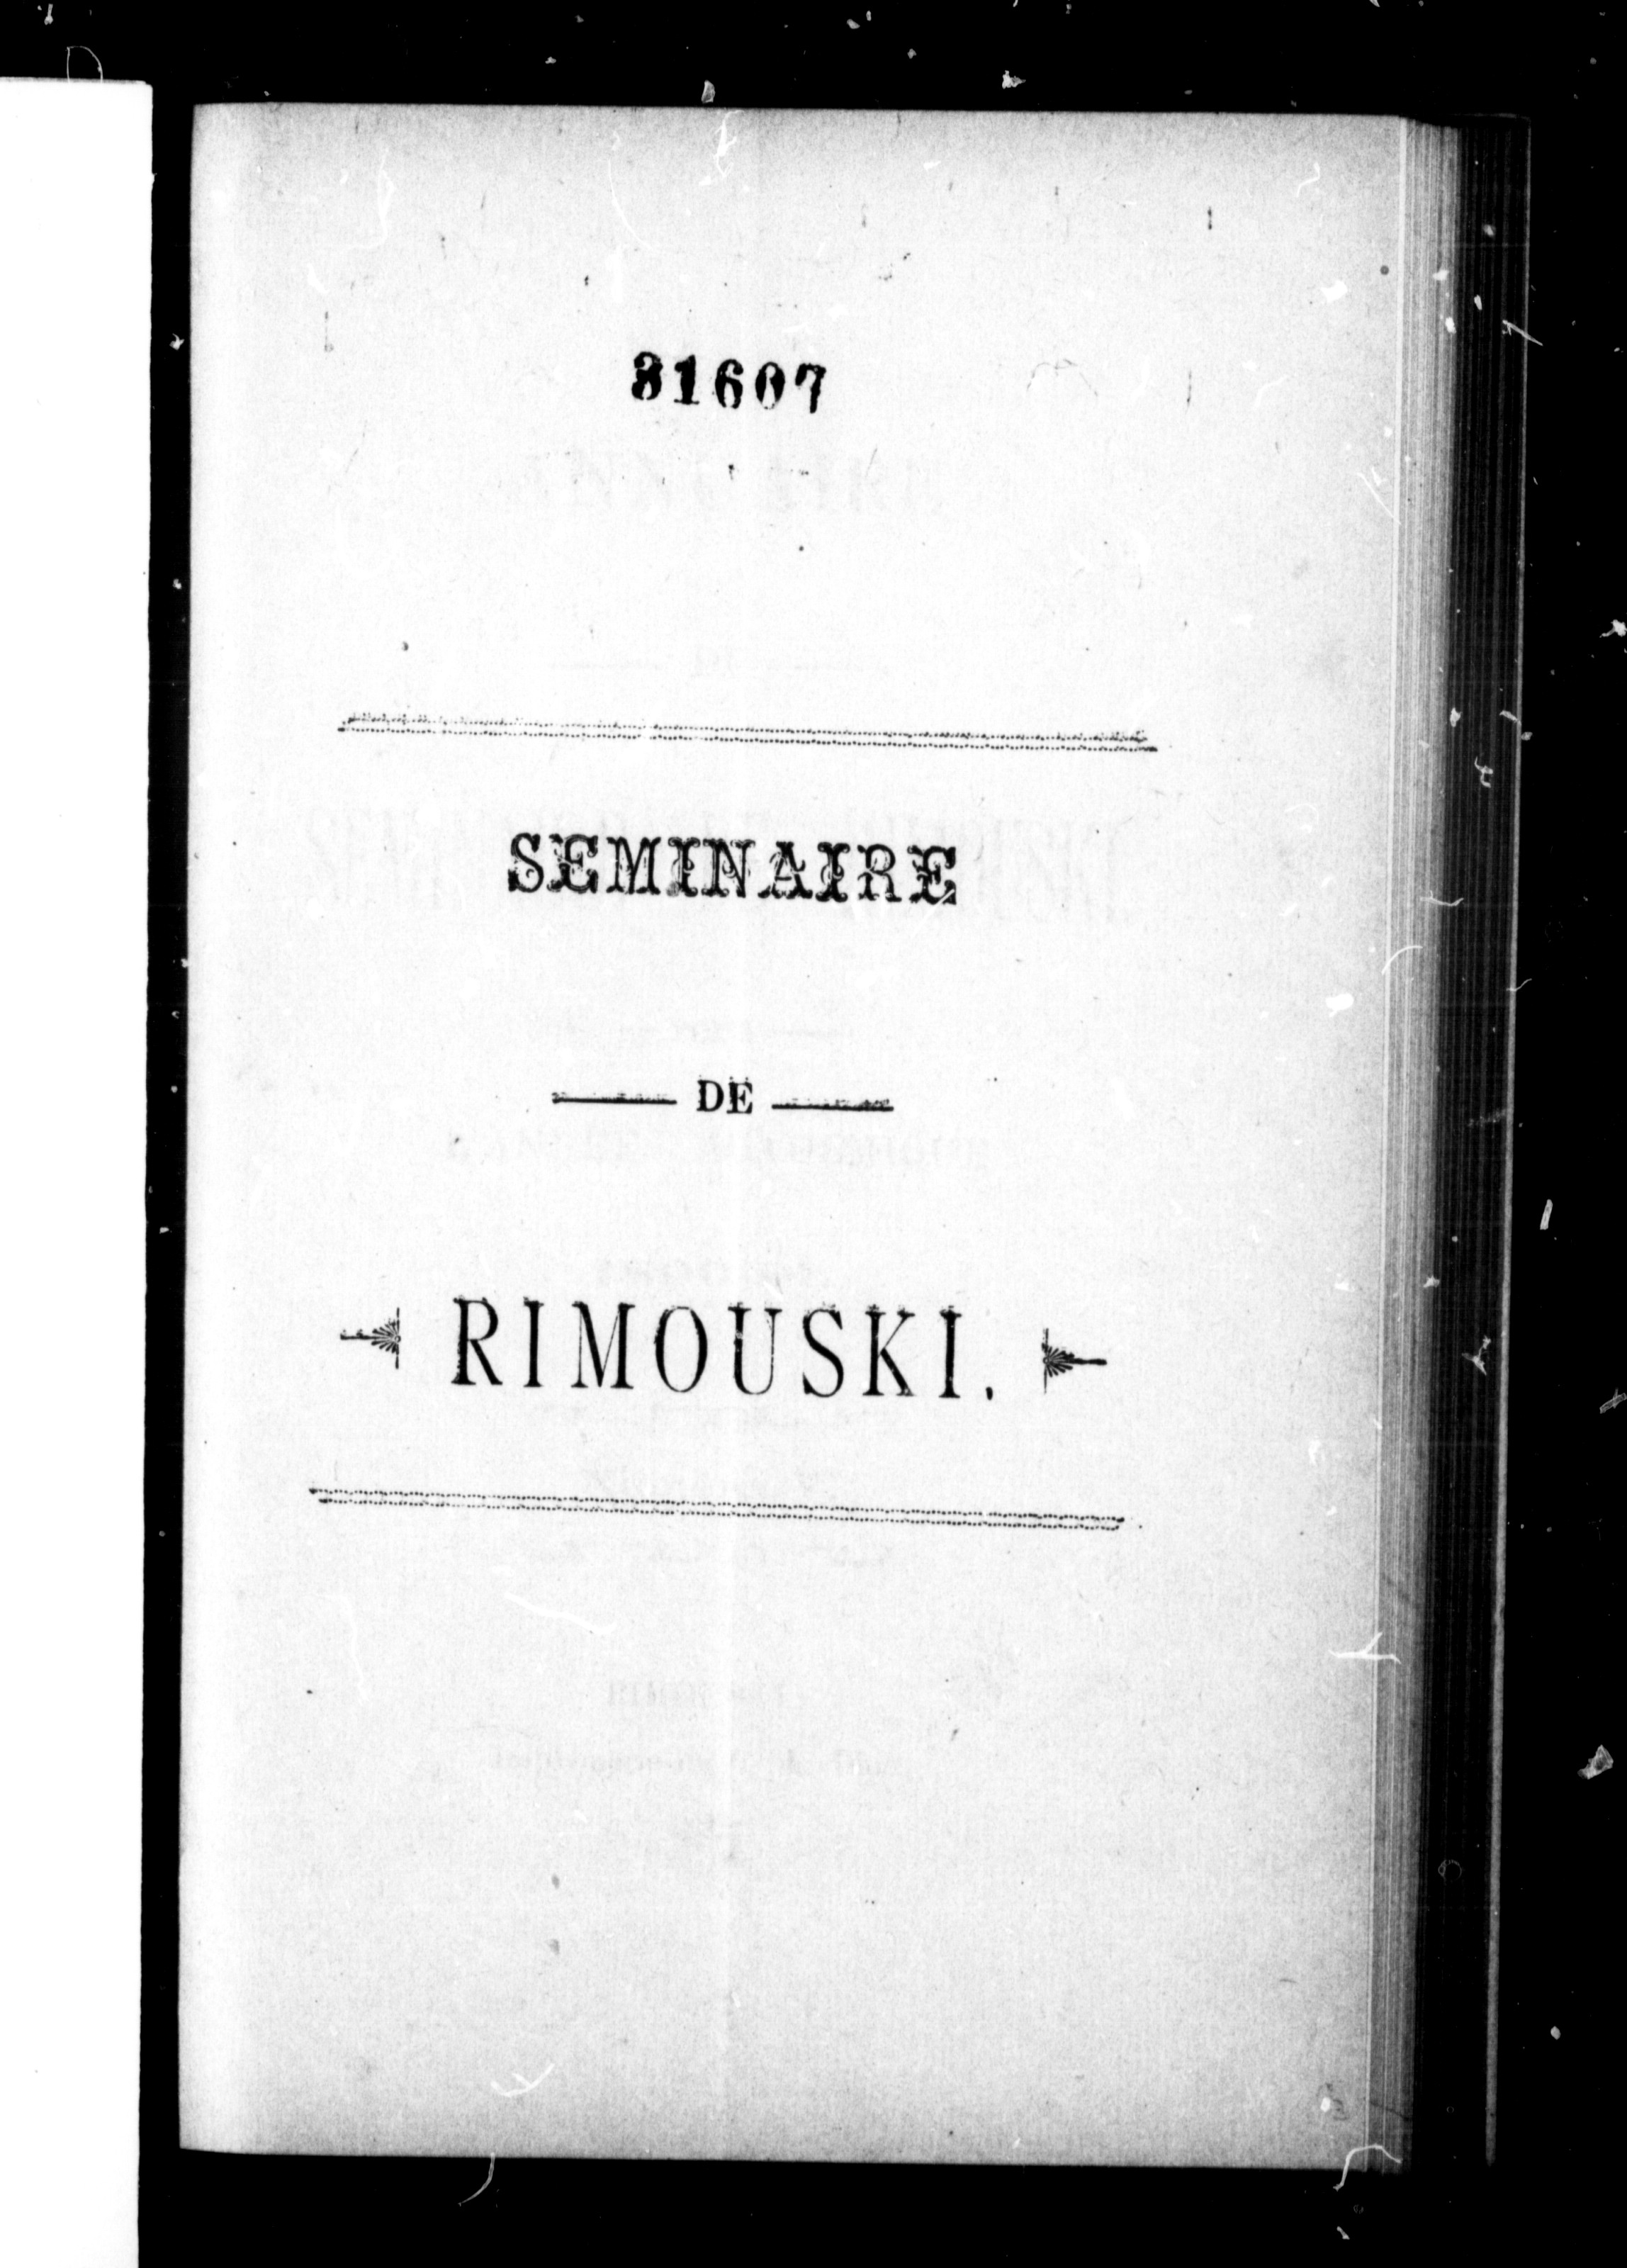 31607
SEMINAIRE
DE
RIMOUSKI.